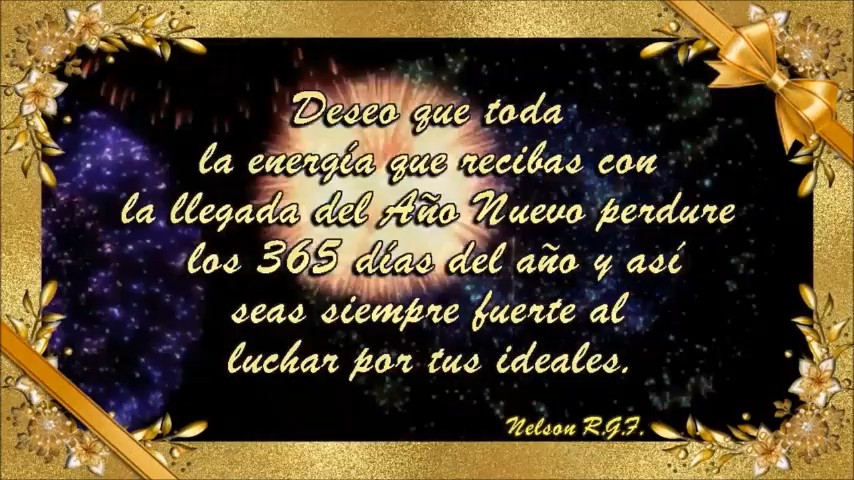 Deseo que toda
la energía que recibas con
la llegada del Año Nuevo perdure
los 365 días del año y así
seas siempre fuerte al
luchar por tus ideales.
Nelson R.G.F.